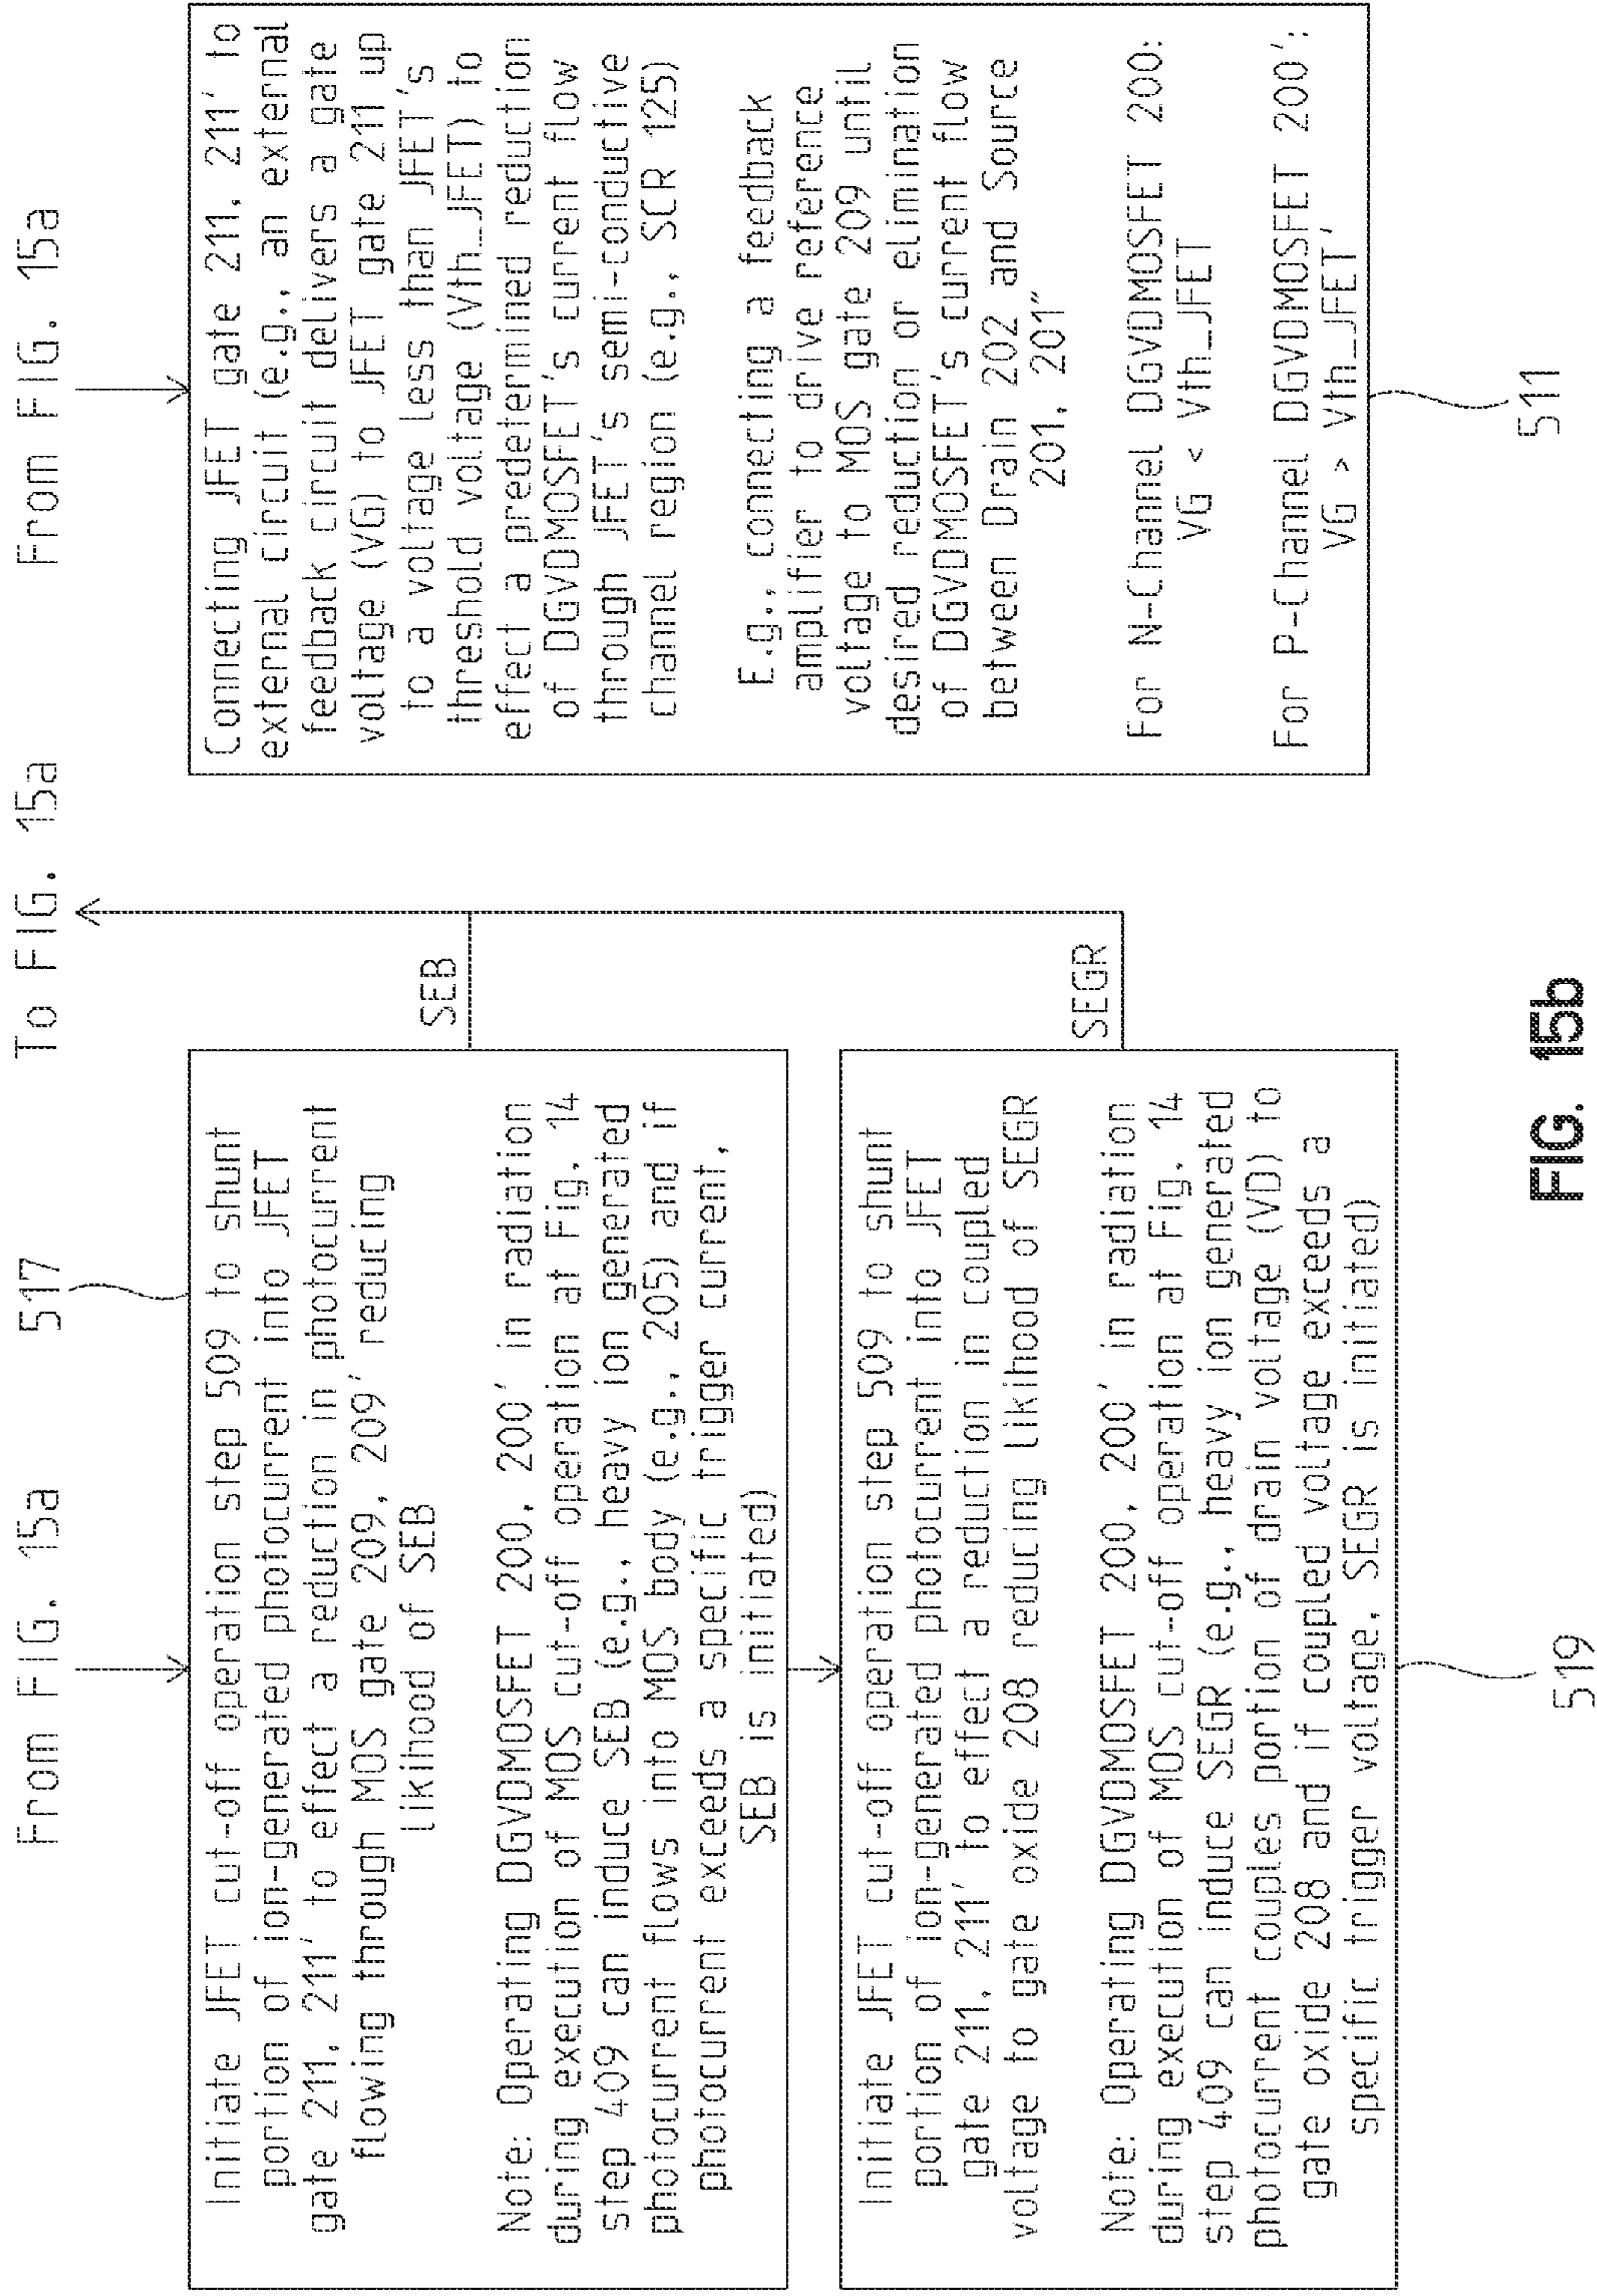 From FIG. 15a
517
To FIG. 15a
From FIG. 15a
Initiate JFET cut-off operation step 509 to shunt
portion of ion-generated photocurrent into JFET
gate 211, 211' to effect a reduction in photocurrent
flowing through MOS gate 209, 209' reducing
likihood of SEB
Note: Operating DGVDMOSFET 200, 200' in radiation
during execution of MOS cut-off operation at Fig. 14
step 409 can induce SEB (e.g., heavy ion generated
photocurrent flows into MOS body (e.g., 205) and if
photocurrent exceeds a specific trigger current,
SEB is initiated)
SEB
Initiate JFET cut-off operation step 509 to shunt
portion of ion-generated photocurrent into JFET
gate 211, 211' to effect a reduction in coupled
voltage to gate oxide 208 reducing likihood of SEGR
Note: Operating DGVDMOSFET 200, 200' in radiation
during execution of MOS cut-off operation at Fig. 14
step 409 can induce SEGR (e.g., heavy ion generated
photocurrent couples portion of drain voltage (VD) to
gate oxide 208 and if coupled voltage exceeds a
specific trigger voltage, SEGR is initiated)
SEGR
519
Connecting JFET gate 211, 211' to
external circuit (e.g., an external
feedback circuit delivers a gate
voltage (VG) to JFET gate 211 up
to a voltage less than JFET's
threshold voltage (Vth_JFET) to
effect a predetermined reduction
of DGVDMOSFET's current flow
through JFET's semi-conductive
channel region (e.g., SCR 125)
E.g., connecting a feedback
amplifier to drive reference
voltage to MOS gate 209 until
desired reduction or elimination
of DGVDMOSFET's current flow
between Drain 202 and Source
201, 201"
For N-Channel DGVDMOSFET 200:
VG < Vth_JFET
For P-Channel DGVDMOSFET 200':
VG > Vth_JFET'
511
FIG. 15b